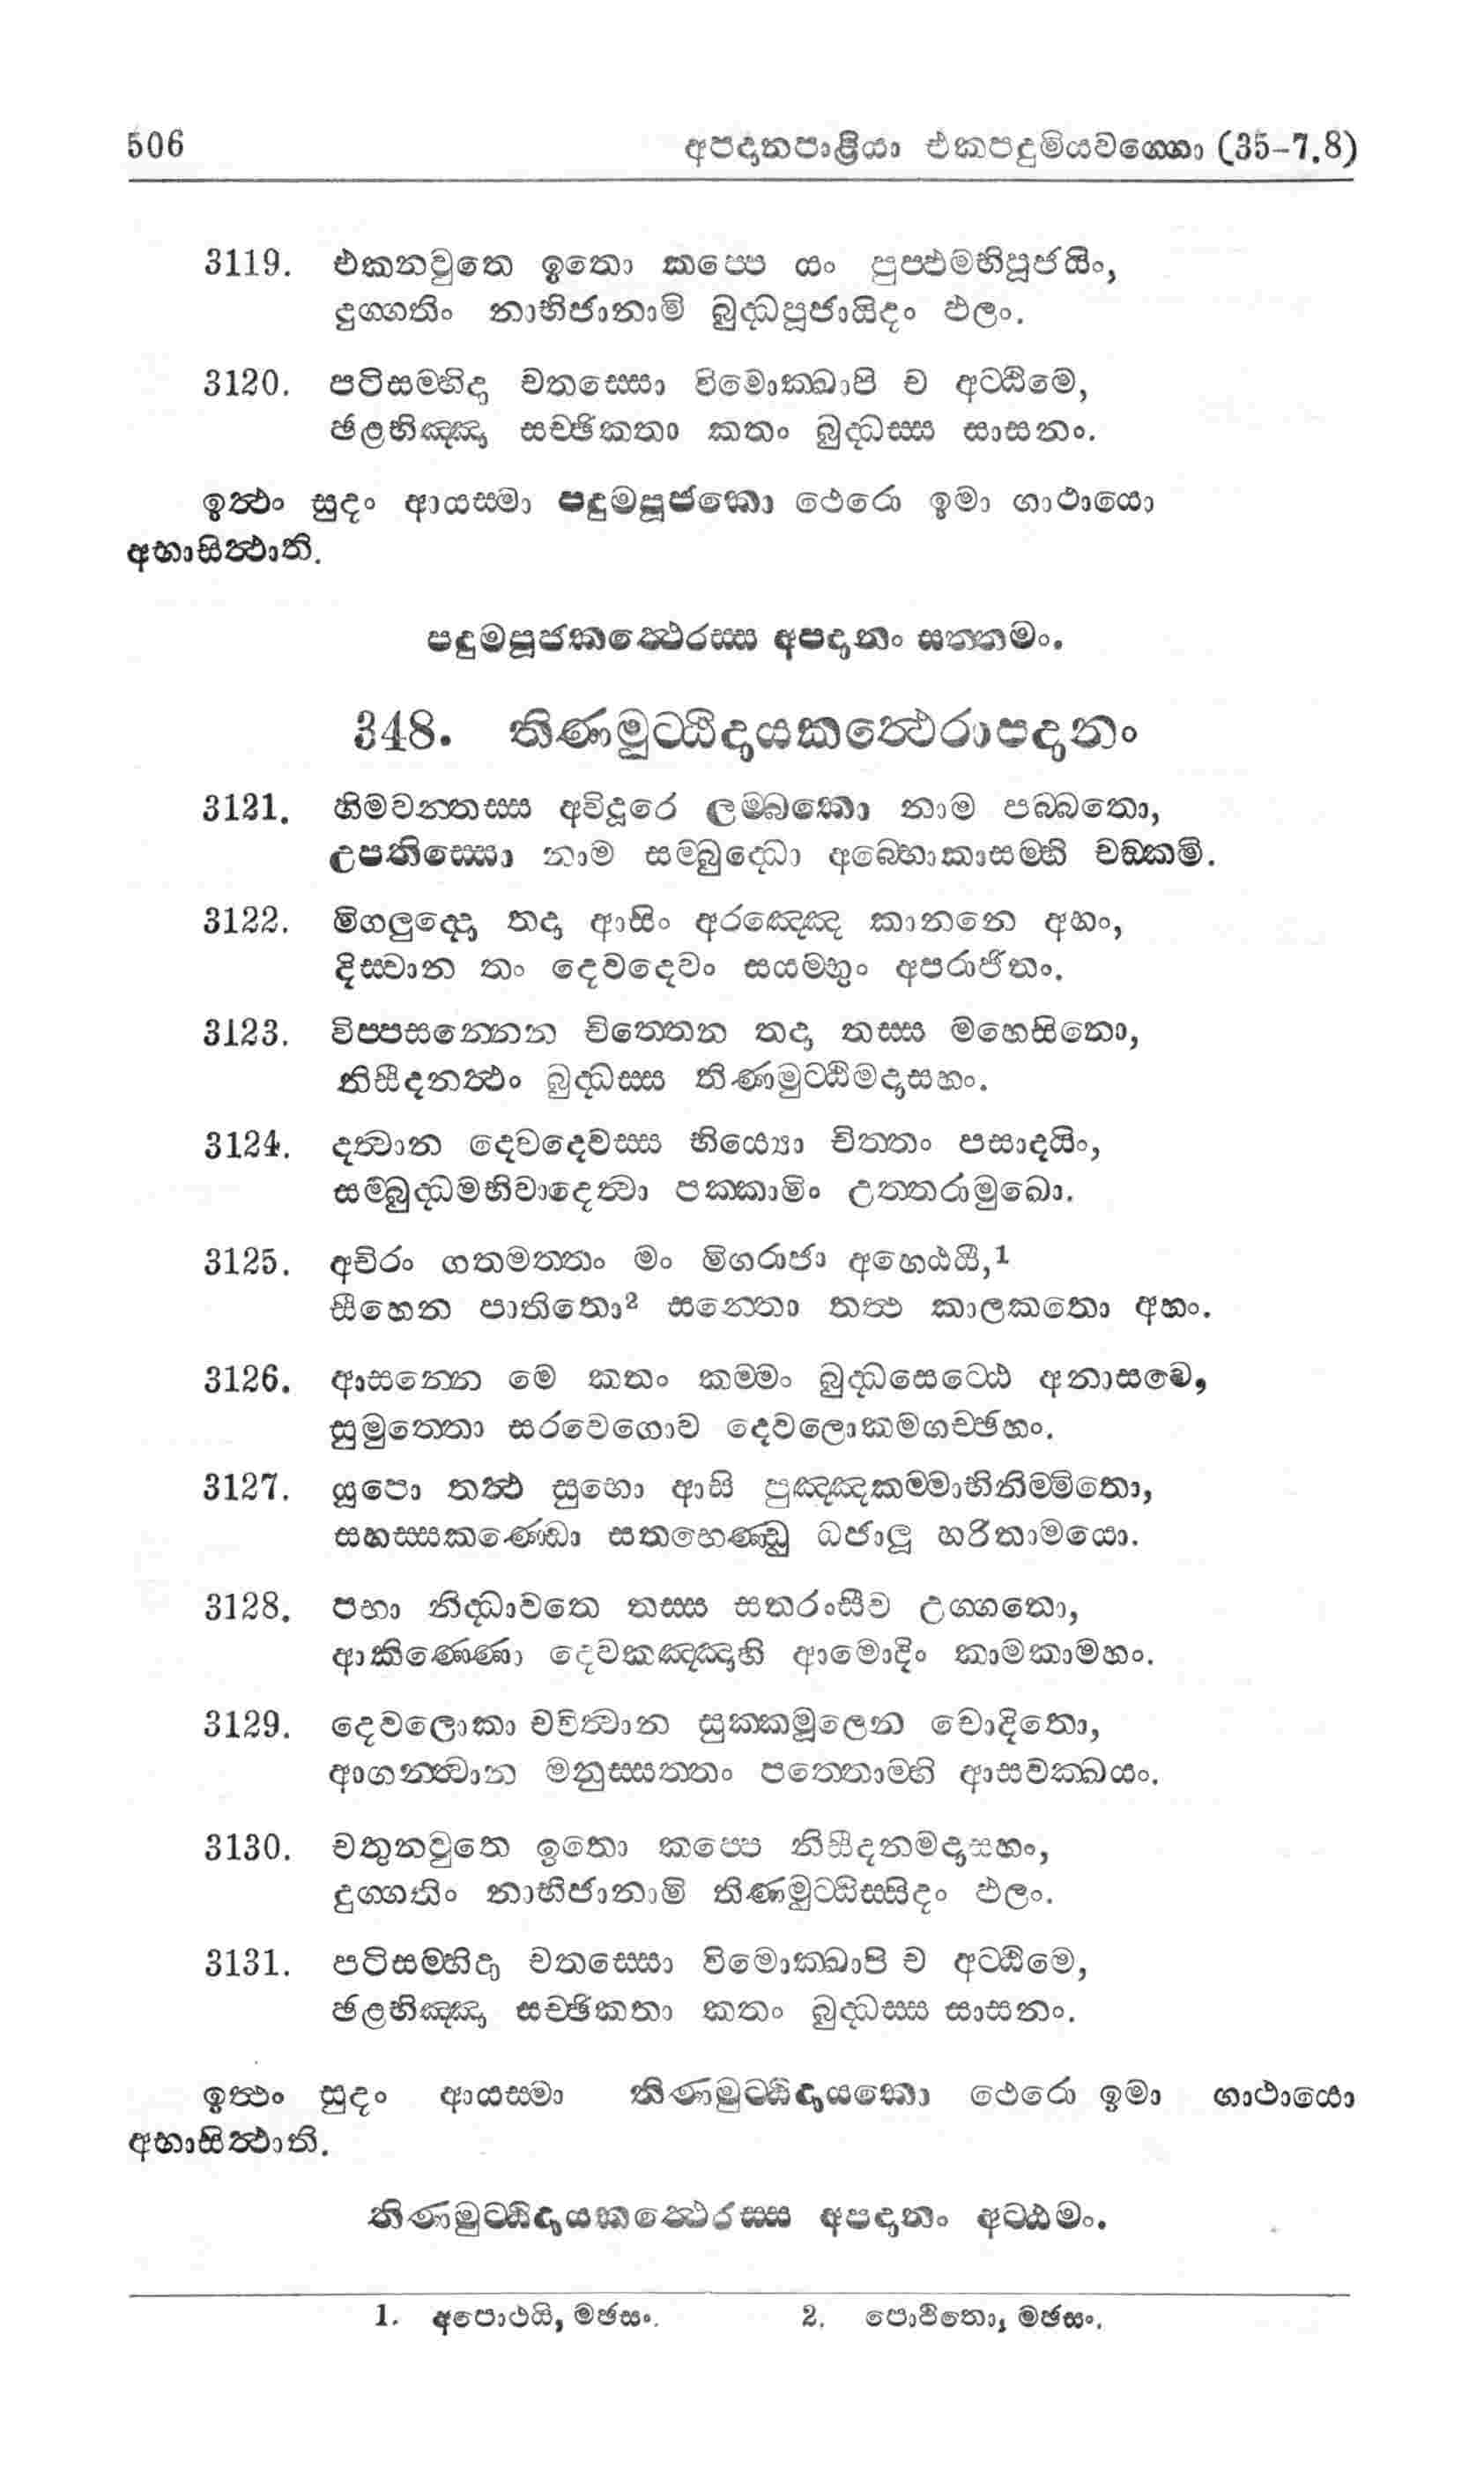 506 අපදානපාළියා එකපදුමියවග්ගො (35-7.8)
3119. එකනවුතෙ ඉතො කප්පෙ යං පුප්ඵමභිපූජයිං,
දුග්ගතිං නාභිජානාමි බුද්ධපූජායිදං ඵලං.
3120. පටිසම්භිදා චතස්සො විමොක්ඛාපි ච අට්ඨිමෙ,
ඡළභිඤ්ඤා සච්ඡිකතා කතං බුද්ධස්ස සාසනං.
ඉත්ථං සුදං ආයස්මා පදුමපූජකො ථෙරො ඉමා ගාථායො
අභාසිත්ථාති.
පදුමපූජකත්ථෙරස්ස අපදානං සත්තමං.
348. තිණමුට්ඨිදායකත්ථෙරාපදානං
3121. හිමවන්තස්ස අවිදූරෙ ලම්බකො නාම පබ්බතො,
උපතිස්සො නාම සම්බුද්ධො අබ්භොකාසම්හි චඞ්කමි.
3122. මිගලුද්දො තදා ආසිං අරඤ්ඤෙ කානනෙ අහං,
දිස්වාන තං දෙවදෙවං සයම්භුං අපරාජිතං.
3123. විප්පසන්නෙන චිත්තෙන තදා තස්ස මහෙසිනො,
නිසීදනත්ථං බුද්ධස්ස තිණමුට්ඨිමදාසහං.
3124. දත්වාන දෙවදෙවස්ස භිය්‍යො චිත්තං පසාදයිං,
සම්බුද්ධමභිවාදෙත්වා පක්කාමිං උත්තරාමුඛො.
3125. අචිරං ගතමත්තං මං මිගරාජා අහෙඨයී,1
සීහෙන පාතිතො2 සන්තො තත්ථ කාලකතො අහං.
3126. ආසන්නෙ මෙ කතං කම්මං බුද්ධසෙට්ඨෙ අනාසවෙ,
සුමුත්තො සරවෙගොව දෙවලොකමගච්ඡහං.
3127. යූපො තත්ථ සුභො ආසි පුඤ්ඤකම්මාභිනිම්මිතො,
සහස්සකණ්ඩො සතභෙණ්ඩු ධජාලූ හරිතාමයො.
3128. පභා නිද්ධාවතෙ තස්ස සතරංසීව උග්ගතො,
ආකිණ්ණො දෙවකඤ්ඤාහි ආමොදිං කාමකාමහං.
3129. දෙවලොකා චවිත්වාන සුක්කමූලෙන චොදිතො,
ආගන්ත්වාන මනුස්සත්තං පත්තොම්හි ආසවක්ඛයං.
3130. චතුනවුතෙ ඉතො කප්පෙ නිසීදනමදාසහං,
දුග්ගතිං නාභිජානාමි තිණමුට්ඨිස්සිදං ඵලං.
3131. පටිසම්භිදා චතස්සො විමොක්ඛාපි ච අට්ඨිමෙ,
ඡළභිඤ්ඤා සච්ඡිකතා කතං බුද්ධස්ස සාසනං.
ඉත්ථං සුදං ආයස්මා තිණමුට්ඨිදායකො ථෙරො ඉමා ගාථායො
අභාසිත්ථාති.
තිණමුට්ඨිදායකත්ථෙරස්ස අපදානං අට්ඨමං.
1. අපොථයි, මඡසං. 2. පොථිතො, මඡසං.